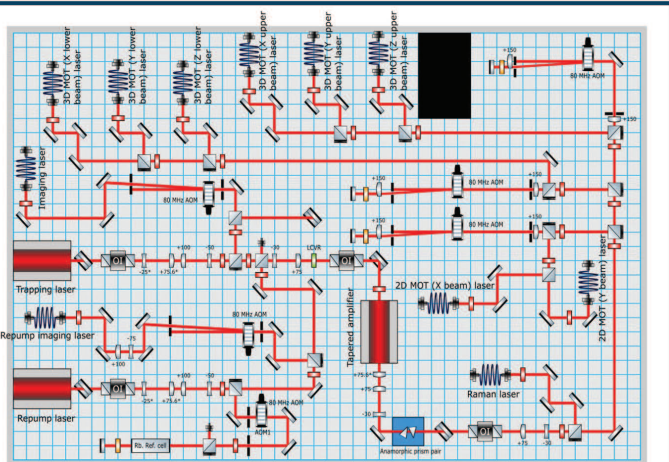 3D MOT (X lower
beam) laser
3D MOT (Y lower
beam) laser
3D MOT (Z lower
beam) laser
3D MOT (X upper
beam) laser
3D MOT (Y upper
beam) laser
3D MOT (Z upper
beam) laser
+150
80 MHz AOM
+150
Imaging laser
80 MHz AOM
+150
80 MHz AOM
+150
+150
80 MHz AOM
+150
Trapping laser
OI
-25*
+75.6*
+100
-50
-30
+75
LCVR
OI
2D MOT (X beam) laser
2D MOT (Y beam) laser
Repump imaging laser
+100
-75
80 MHz AOM
Tapered amplifier
Repump laser
OI
-25*
+75.6*
+100
-50
80 MHz AOM
AOM1
Rb. Ref. cell
+75.6*
+75
-30
Raman laser
Anamorphic prism pair
OI
+75
-30